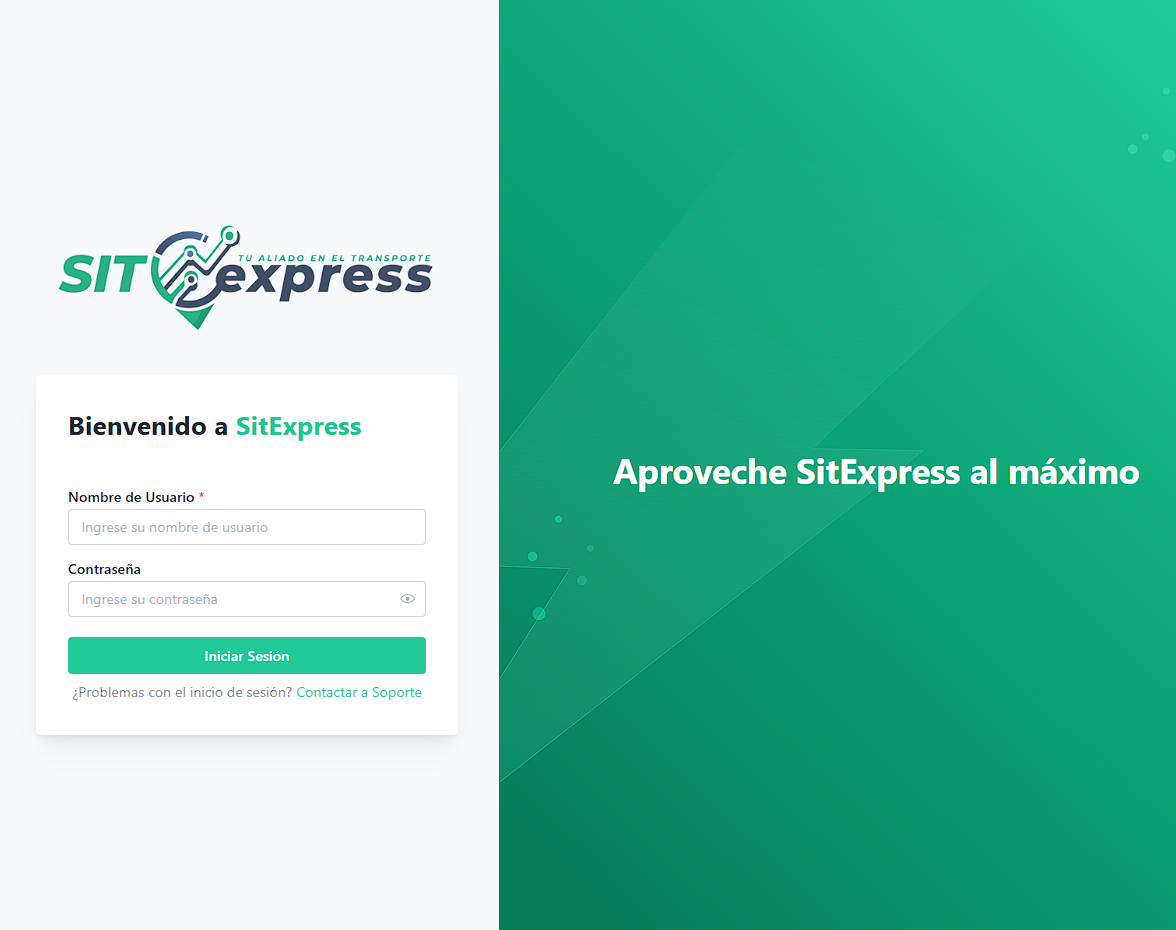 SIT express
TU ALIADO EN EL TRANSPORTE
Bienvenido a SitExpress
Nombre de Usuario *
Ingrese su nombre de usuario
Contraseña
Ingrese su contraseña
Iniciar Sesión
¿Problemas con el inicio de sesión? Contactar a Soporte
Aproveche SitExpress al máximo